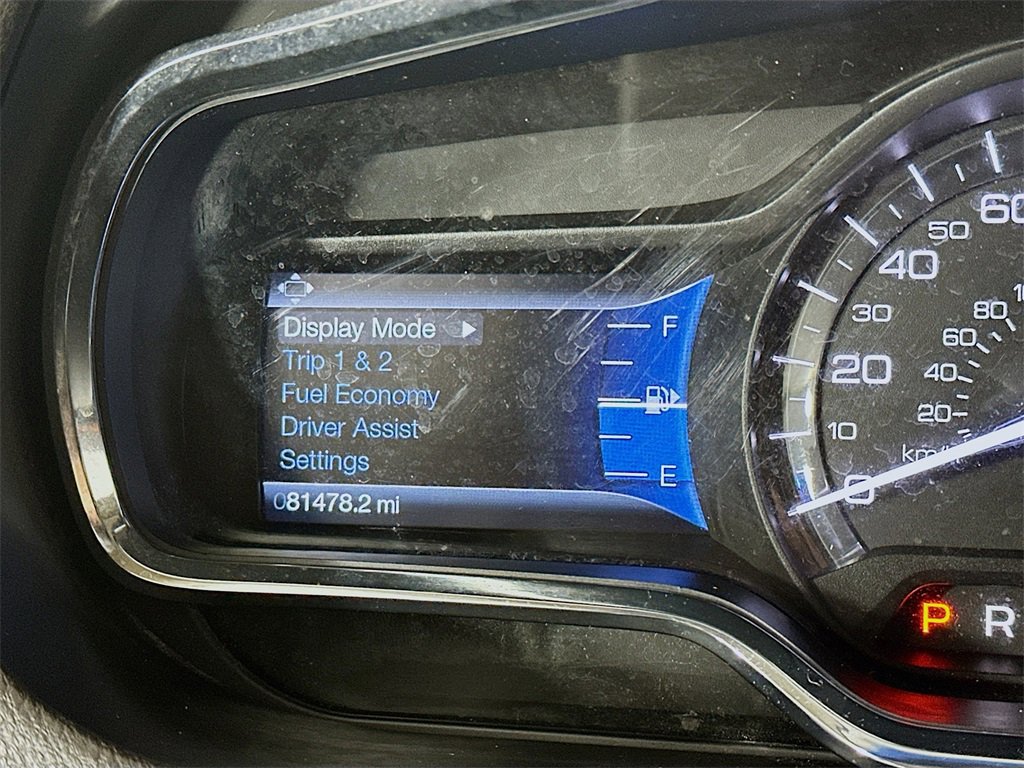 Display Mode
Trip 1 & 2
Fuel Economy
Driver Assist
Settings
081478.2 mi
F
E
0
10
20
30
40
50
60
20
40
60
80
P R